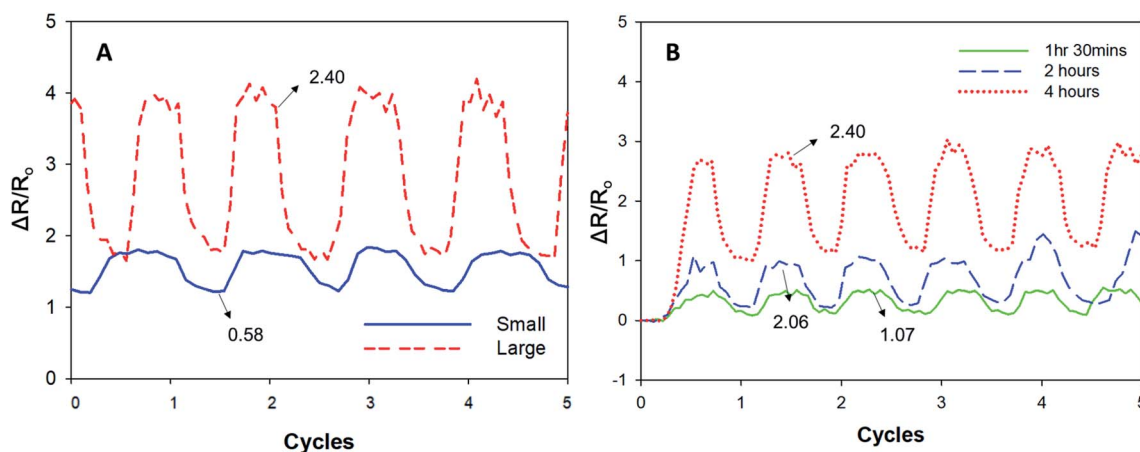 A
5
4
3
2
1
0
ΔR/Ro
2.40
0.58
Small
Large
0 1 2 3 4 5
Cycles
B
5
4
3
2
1
0
-1
ΔR/Ro
1hr 30mins
2 hours
4 hours
2.40
2.06
1.07
0 1 2 3 4 5
Cycles